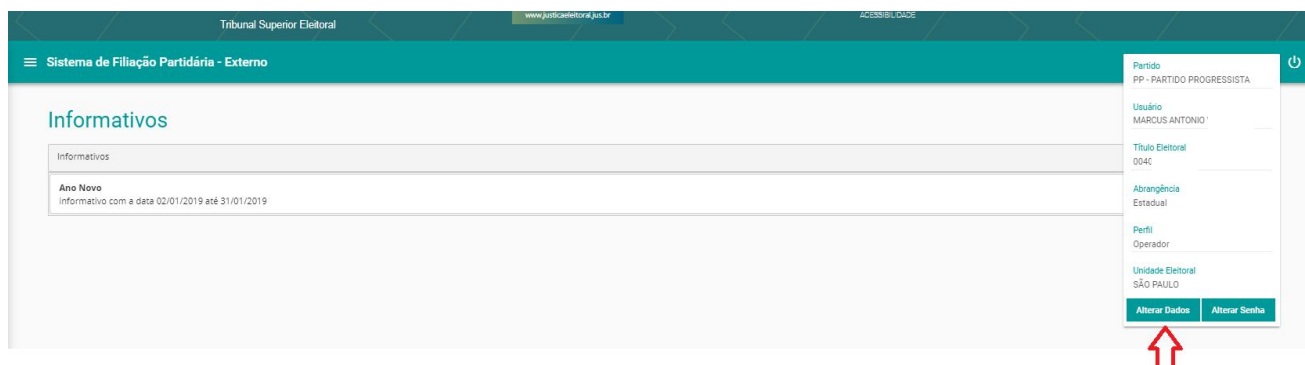 www.justicaeleitoral.jus.br
ACESSIBILIDADE
Tribunal Superior Eleitoral
Sistema de Filiação Partidária - Externo
Informativos
Informativos
Ano Novo
informativo com a data 02/01/2019 até 31/01/2019
Partido
PP - PARTIDO PROGRESSISTA
Usuário
MARCUS ANTONIO
Título Eleitoral
Abrangência
Estadual
Perfil
Operador
Unidade Eleitoral
SÃO PAULO
Alterar Dados Alterar Senha